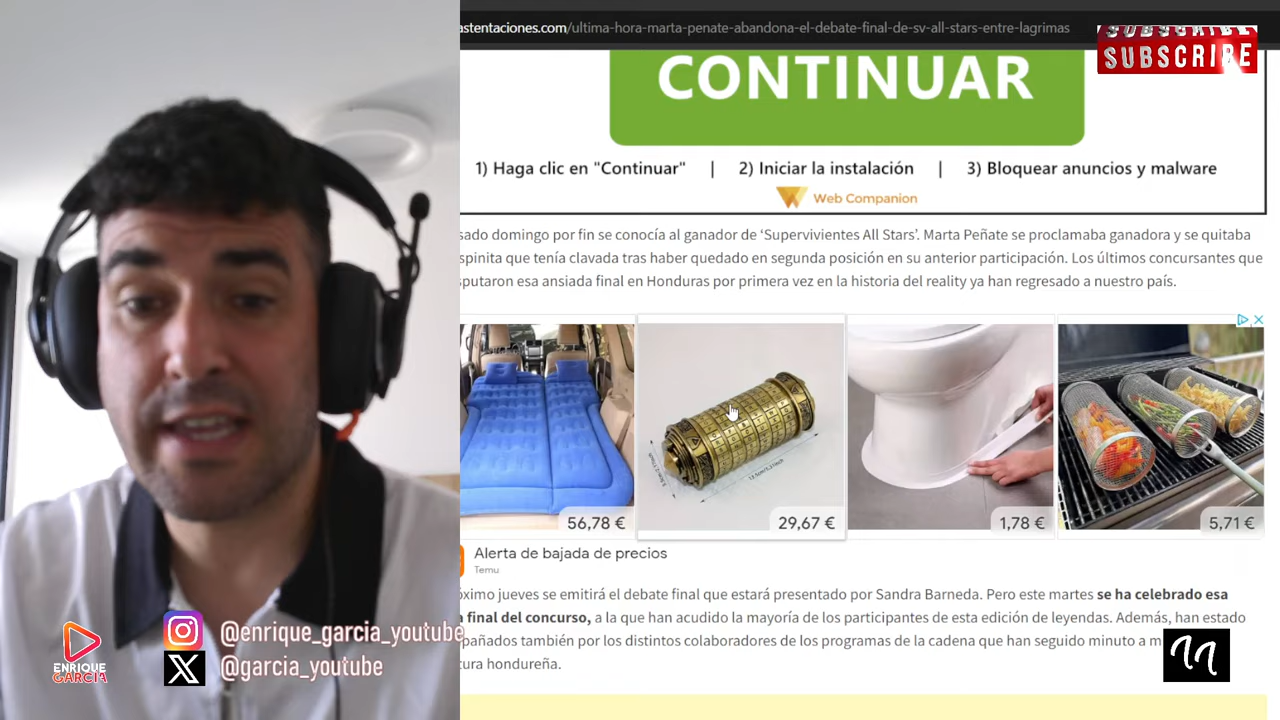 astentaciones.com/ultima-hora-marta-penate-abandona-el-debate-final-de-sv-all-stars-entre-lagrimas
SUBSCRIBE
SUBSCRIBE
CONTINUAR
1) Haga clic en "Continuar" | 2) Iniciar la instalación | 3) Bloquear anuncios y malware
Web Companion
sado domingo por fin se conocía al ganador de ‘Supervivientes All Stars’. Marta Peñate se proclamaba ganadora y se quitaba
spinita que tenía clavada tras haber quedado en segunda posición en su anterior participación. Los últimos concursantes que
sputaron esa ansiada final en Honduras por primera vez en la historia del reality ya han regresado a nuestro país.
56,78 €
29,67 €
1,78 €
5,71 €
Alerta de bajada de precios
Temu
óximo jueves se emitirá el debate final que estará presentado por Sandra Barneda. Pero este martes se ha celebrado esa
final del concurso, a la que han acudido la mayoría de los participantes de esta edición de leyendas. Además, han estado
pañados también por los distintos colaboradores de los programas de la cadena que han seguido minuto a m
tura hondureña.
@enrique_garcia_youtube
@garcia_youtube
ENRIQUE
GARCIA